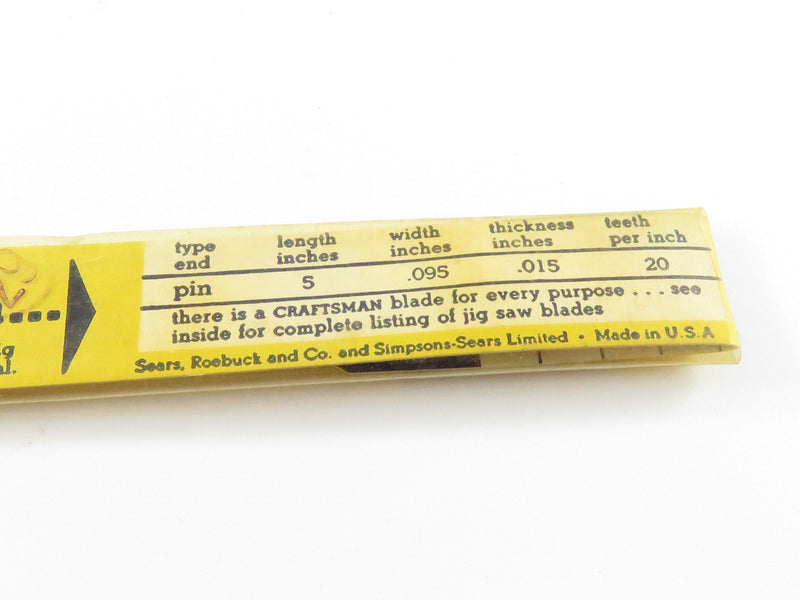 type end length inches width inches thickness inches teeth per inch
pin 5 .095 .015 20
there is a CRAFTSMAN blade for every purpose . . . see
inside for complete listing of jig saw blades
Sears, Roebuck and Co. and Simpsons-Sears Limited • Made in U.S.A